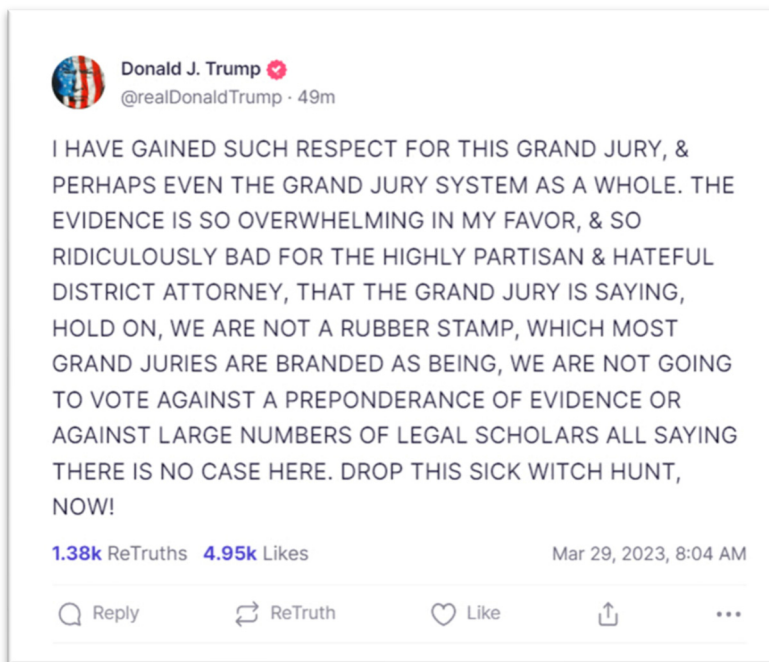 Donald J. Trump
@realDonaldTrump · 49m
I HAVE GAINED SUCH RESPECT FOR THIS GRAND JURY, &
PERHAPS EVEN THE GRAND JURY SYSTEM AS A WHOLE. THE
EVIDENCE IS SO OVERWHELMING IN MY FAVOR, & SO
RIDICULOUSLY BAD FOR THE HIGHLY PARTISAN & HATEFUL
DISTRICT ATTORNEY, THAT THE GRAND JURY IS SAYING,
HOLD ON, WE ARE NOT A RUBBER STAMP, WHICH MOST
GRAND JURIES ARE BRANDED AS BEING, WE ARE NOT GOING
TO VOTE AGAINST A PREPONDERANCE OF EVIDENCE OR
AGAINST LARGE NUMBERS OF LEGAL SCHOLARS ALL SAYING
THERE IS NO CASE HERE. DROP THIS SICK WITCH HUNT,
NOW!
1.38k ReTruths 4.95k Likes Mar 29, 2023, 8:04 AM
Reply ReTruth Like